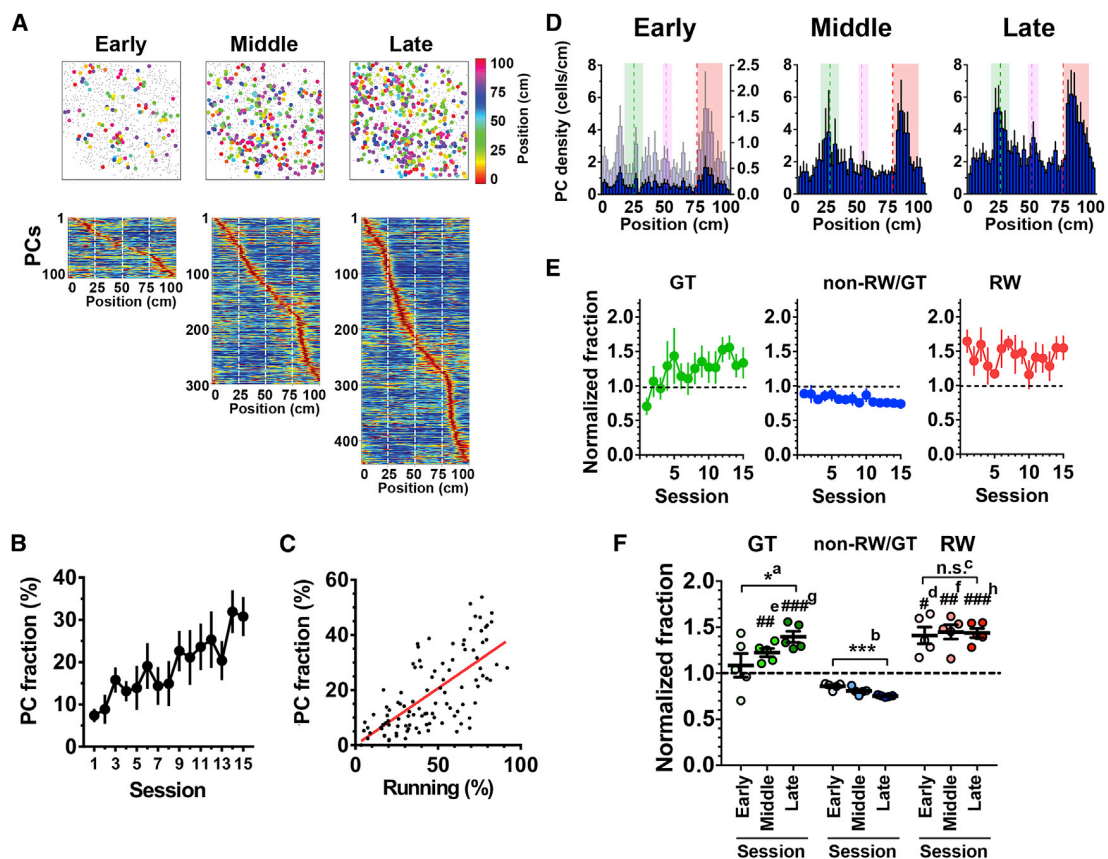 A
Early Middle Late
100
75
50
25
0
Position (cm)
PCs
1
100
0 25 50 75 100
Position (cm)
1
100
200
300
0 25 50 75 100
Position (cm)
1
100
200
300
400
0 25 50 75 100
Position (cm)
B
PC fraction (%)
40
30
20
10
0
1 3 5 7 9 11 13 15
Session
C
PC fraction (%)
60
40
20
0
0 50 100
Running (%)
D
Early Middle Late
PC density (cells/cm)
8
6
4
2
0
2.5
2.0
1.5
1.0
0.5
0.0
0 25 50 75 100
Position (cm)
8
6
4
2
0
0 25 50 75 100
Position (cm)
8
6
4
2
0
0 25 50 75 100
Position (cm)
E
GT non-RW/GT RW
Normalized fraction
2.0
1.5
1.0
0.5
0.0
5 10 15
Session
2.0
1.5
1.0
0.5
0.0
5 10 15
Session
2.0
1.5
1.0
0.5
0.0
5 10 15
Session
F
GT non-RW/GT RW
Normalized fraction
2.0
1.5
1.0
0.5
0.0
*a
##e
###g
***b
n.s.c
#d
##f
###h
Early Middle Late
Session
Early Middle Late
Session
Early Middle Late
Session